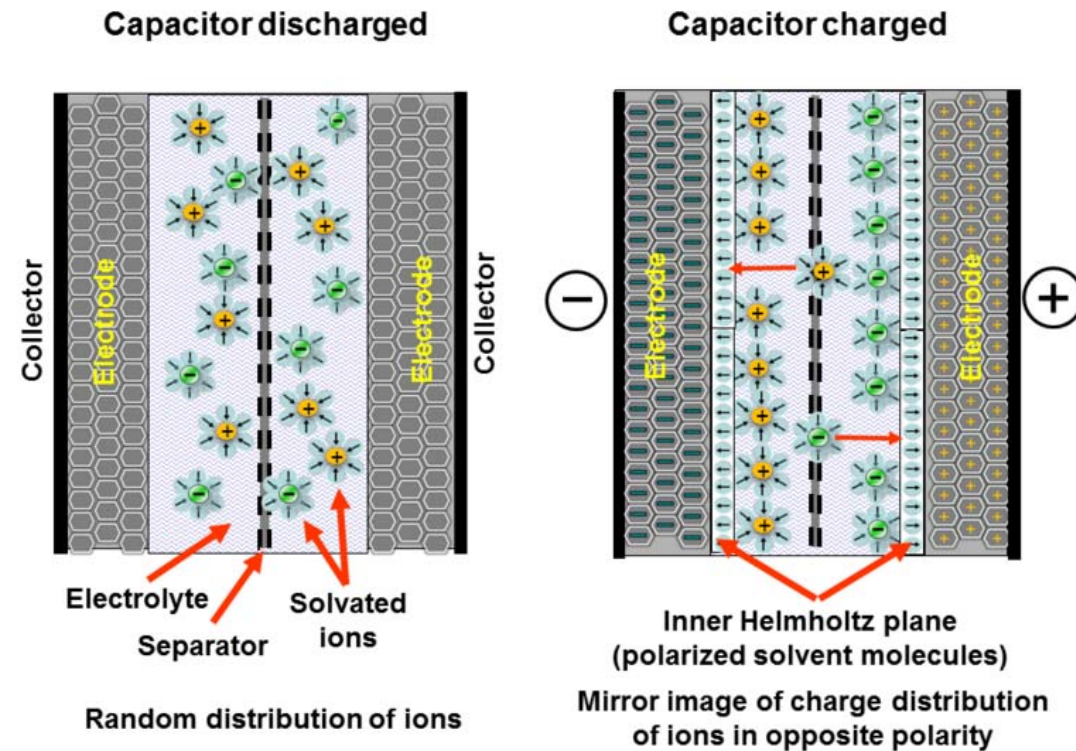 Capacitor discharged
Collector
Electrode
Electrode
Collector
Electrolyte
Separator
Solvated
ions
Random distribution of ions
Capacitor charged
−
Electrode
Electrode
+
Inner Helmholtz plane
(polarized solvent molecules)
Mirror image of charge distribution
of ions in opposite polarity